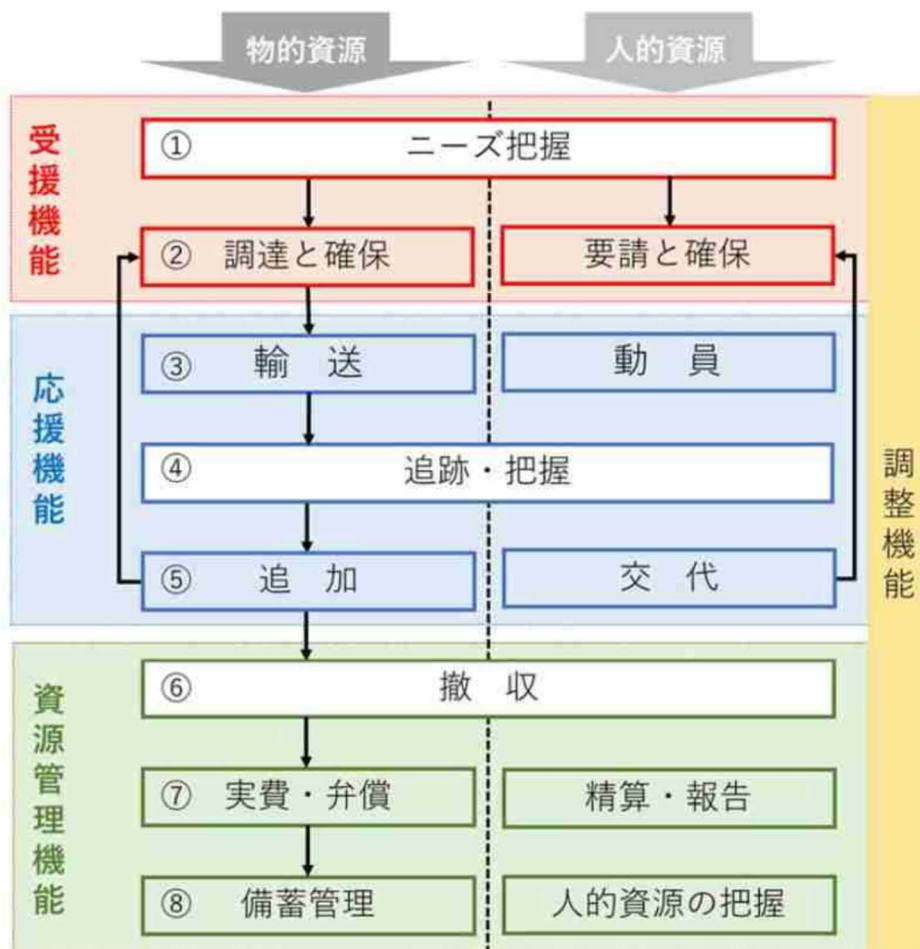 物的資源
人的資源
受援機能
① ニーズ把握
② 調達と確保
要請と確保
応援機能
③ 輸 送
動 員
④ 追跡・把握
⑤ 追 加
交 代
資源管理機能
⑥ 撤 収
⑦ 実費・弁償
精算・報告
⑧ 備蓄管理
人的資源の把握
調整機能